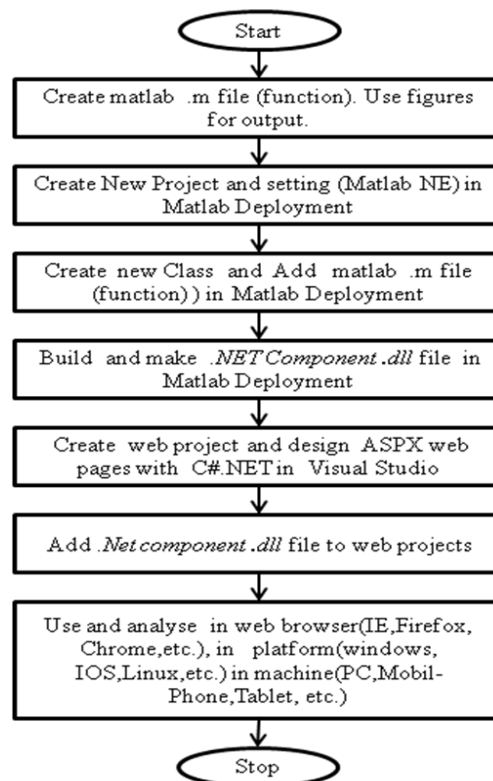 Start
Create matlab .m file (function). Use figures
for output.
Create New Project and setting (Matlab NE) in
Matlab Deployment
Create new Class and Add matlab .m file
(function) ) in Matlab Deployment
Build and make .NET Component .dll file in
Matlab Deployment
Create web project and design ASPX web
pages with C#.NET in Visual Studio
Add .Net component .dll file to web projects
Use and analyse in web browser(IE,Firefox,
Chrome,etc.), in platform(windows,
IOS,Linux,etc.) in machine(PC,Mobil-
Phone,Tablet, etc.)
Stop